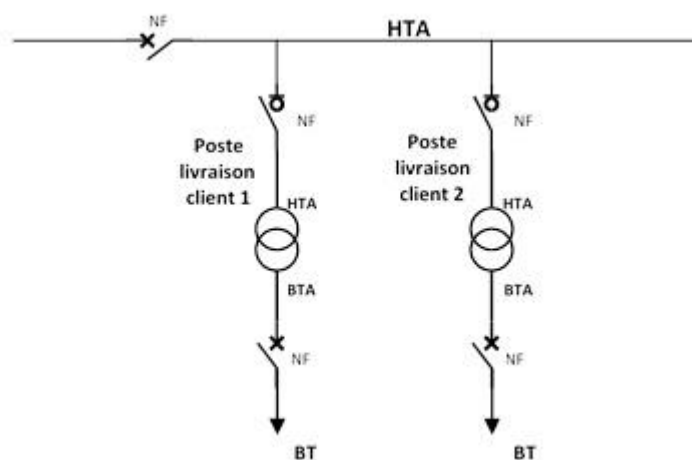 NF
HTA
NF
NF
Poste
livraison
client 1
Poste
livraison
client 2
HTA
HTA
BTA
BTA
NF
NF
BT
BT